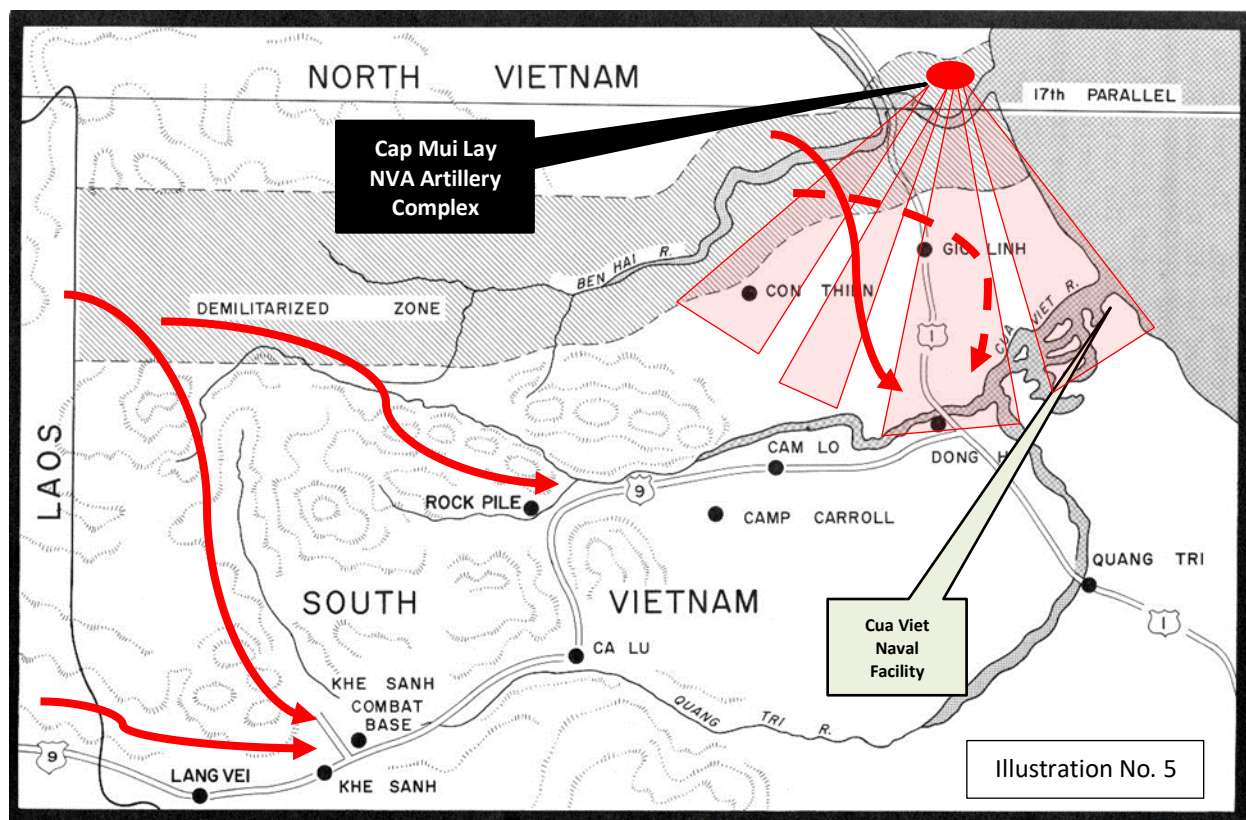 NORTH VIETNAM
17th PARALLEL
Cap Mui Lay
NVA Artillery
Complex
BEN HAI R.
GIO LINH
CON THIEN
DEMILITARIZED ZONE
CUA VIET R.
1
LAOS
CAM LO
DONG H
9
ROCK PILE
CAMP CARROLL
QUANG TRI
SOUTH VIETNAM
Cua Viet
Naval
Facility
1
CA LU
KHE SANH
COMBAT
BASE
QUANG TRI R.
9
LANG VEI
KHE SANH
Illustration No. 5